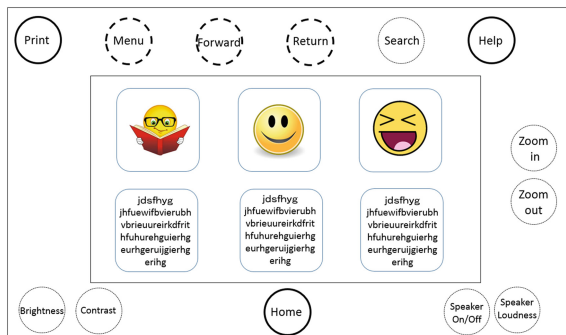 Print
Menu
Forward
Return
Search
Help
jdsfhyg
jhfuewifbvierubh
vbrieuureirkdfrit
hfuhurehguierhg
eurhgeruijgierhg
erihg
jdsfhyg
jhfuewifbvierubh
vbrieuureirkdfrit
hfuhurehguierhg
eurhgeruijgierhg
erihg
jdsfhyg
jhfuewifbvierubh
vbrieuureirkdfrit
hfuhurehguierhg
eurhgeruijgierhg
erihg
Zoom
in
Zoom
out
Brightness
Contrast
Home
Speaker
On/Off
Speaker
Loudness